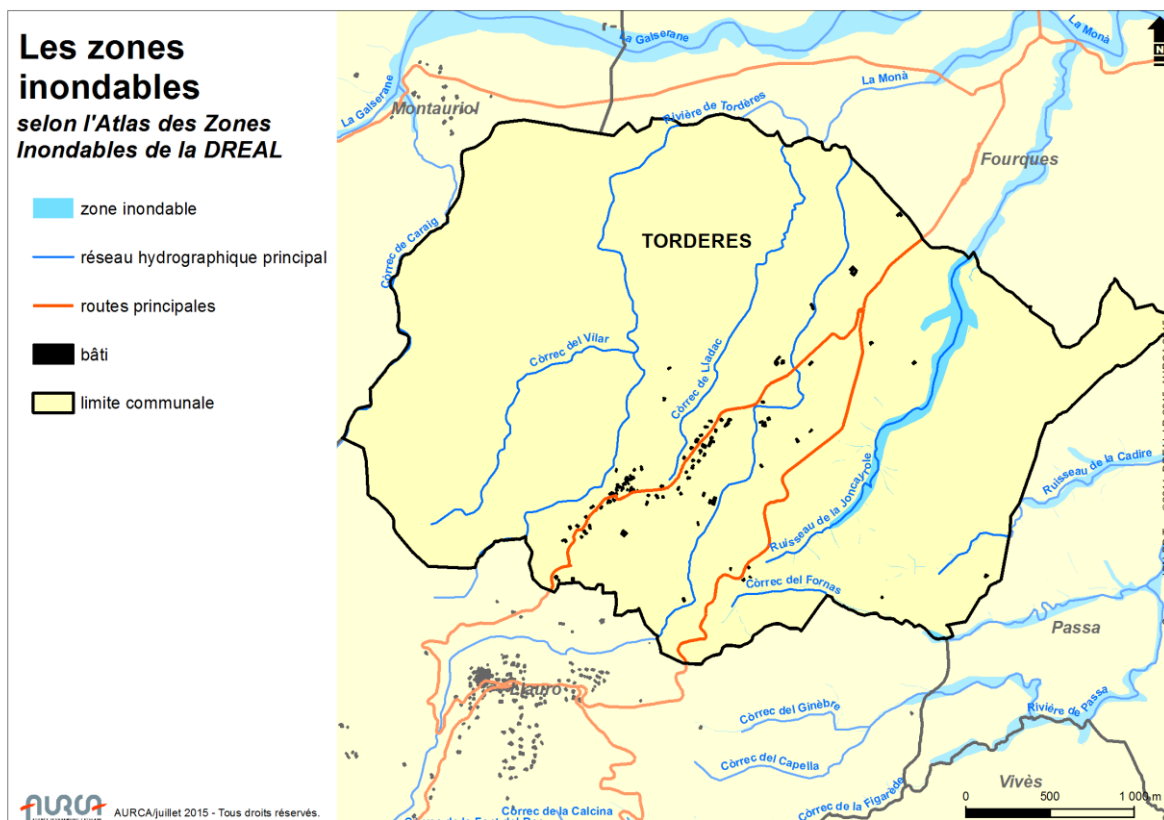 Les zones
inondables
selon l'Atlas des Zones
Inondables de la DREAL
zone inondable
réseau hydrographique principal
routes principales
bâti
limite communale
AURCA
AURCA/juillet 2015 - Tous droits réservés.
La Galserane
La Galserane
La Monà
La Monà
N
Montauriol
Rivière de Tordères
Fourques
Còrrec de Caraig
TORDERES
Còrrec del Vilar
Còrrec de Lladac
Ruisseau de la Joncayrole
Ruisseau de la Cadire
Còrrec del Fornas
Passa
Llauro
Còrrec del Ginèbre
Rivière de Passa
Còrrec del Capella
Vivès
Còrrec de la Figarède
Còrrec de la Calcina
0 500 1 000 m